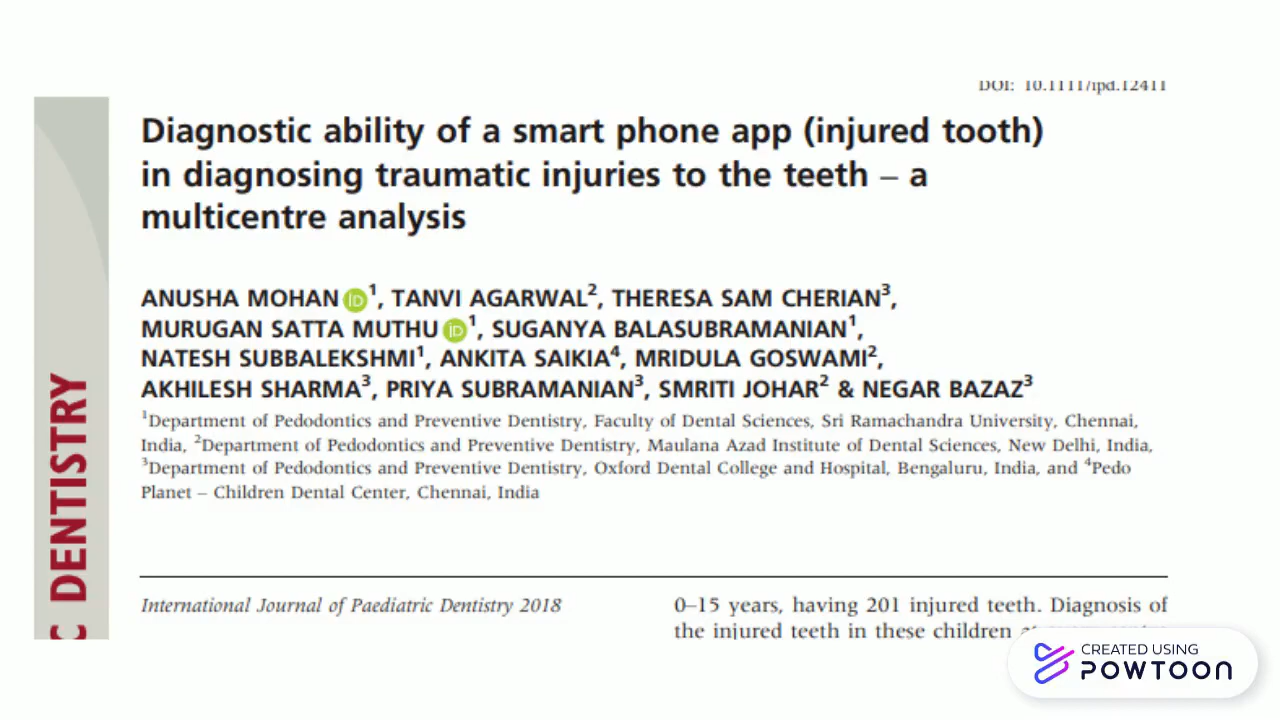 DOI: 10.1111/ipd.12411
Diagnostic ability of a smart phone app (injured tooth)
in diagnosing traumatic injuries to the teeth – a
multicentre analysis
ANUSHA MOHAN iD 1, TANVI AGARWAL2, THERESA SAM CHERIAN3,
MURUGAN SATTA MUTHU iD 1, SUGANYA BALASUBRAMANIAN1,
NATESH SUBBALEKSHMI1, ANKITA SAIKIA4, MRIDULA GOSWAMI2,
AKHILESH SHARMA3, PRIYA SUBRAMANIAN3, SMRITI JOHAR2 & NEGAR BAZAZ3
1Department of Pedodontics and Preventive Dentistry, Faculty of Dental Sciences, Sri Ramachandra University, Chennai,
India, 2Department of Pedodontics and Preventive Dentistry, Maulana Azad Institute of Dental Sciences, New Delhi, India,
3Department of Pedodontics and Preventive Dentistry, Oxford Dental College and Hospital, Bengaluru, India, and 4Pedo
Planet – Children Dental Center, Chennai, India
International Journal of Paediatric Dentistry 2018
0–15 years, having 201 injured teeth. Diagnosis of
the injured teeth in these children
C DENTISTRY
CREATED USING
POWTOON